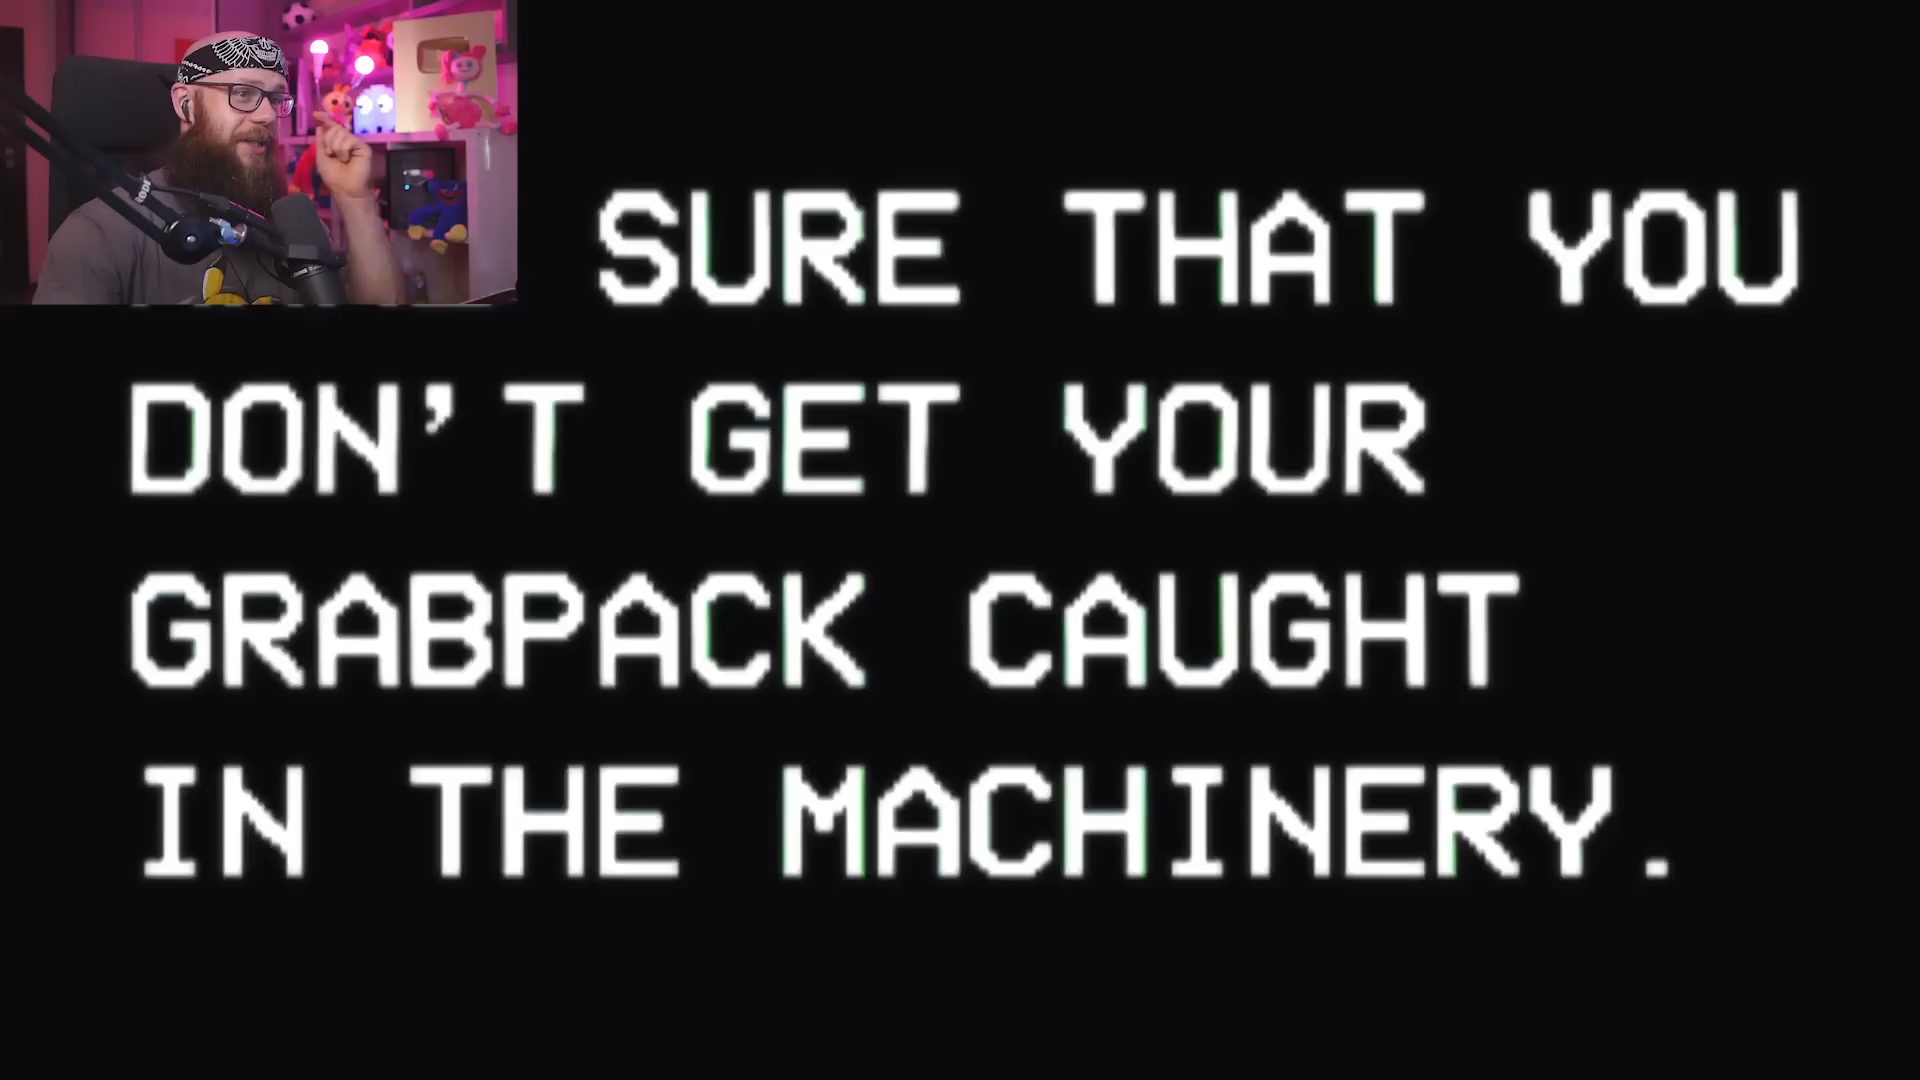 SURE THAT YOU
DON'T GET YOUR
GRABPACK CAUGHT
IN THE MACHINERY.